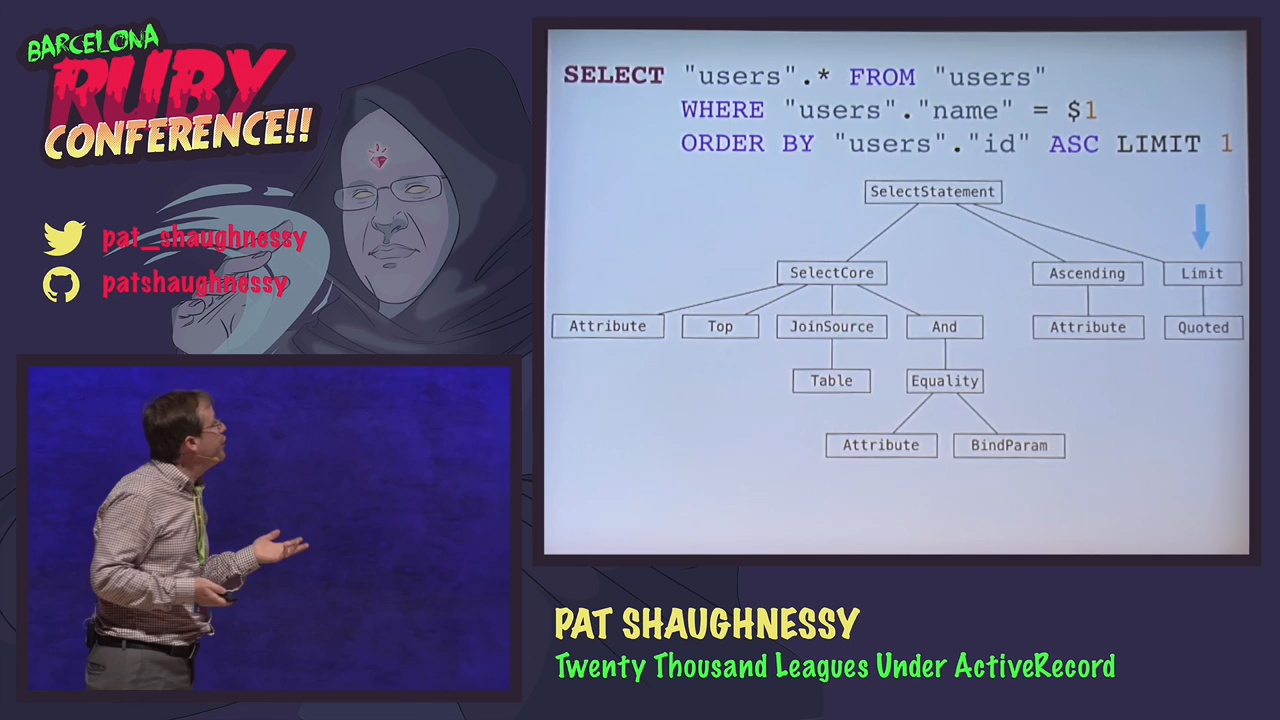 BARCELONA
RUBY
CONFERENCE!!
pat_shaughnessy
patshaughnessy
SELECT "users".* FROM "users"
WHERE "users"."name" = $1
ORDER BY "users"."id" ASC LIMIT 1
SelectStatement
SelectCore Ascending Limit
Attribute Top JoinSource And Attribute Quoted
Table Equality
Attribute BindParam
PAT SHAUGHNESSY
Twenty Thousand Leagues Under ActiveRecord